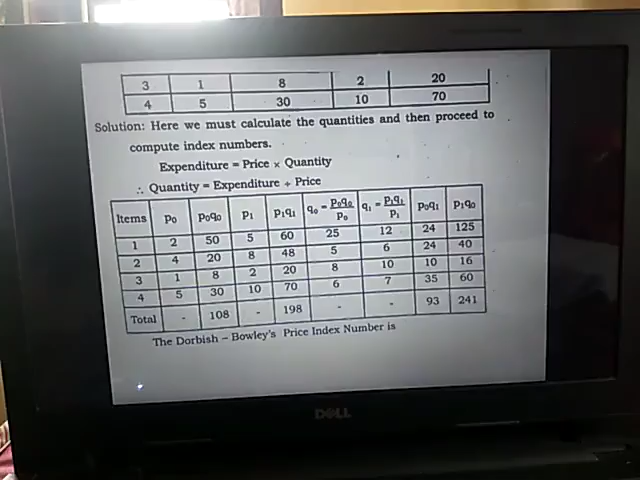 3 1 8 2 20
4 5 30 10 70
Solution: Here we must calculate the quantities and then proceed to
compute index numbers.
Expenditure = Price × Quantity
∴ Quantity = Expenditure ÷ Price
Items p₀ p₀q₀ p₁ p₁q₁ q₀ = p₀q₀/p₀ q₁ = p₁q₁/p₁ p₀q₁ p₁q₀
1 2 50 5 60 25 12 24 125
2 4 20 8 48 5 6 24 40
3 1 8 2 20 8 10 10 16
4 5 30 10 70 6 7 35 60
Total - 108 - 198 - - 93 241
The Dorbish – Bowley's Price Index Number is
DELL